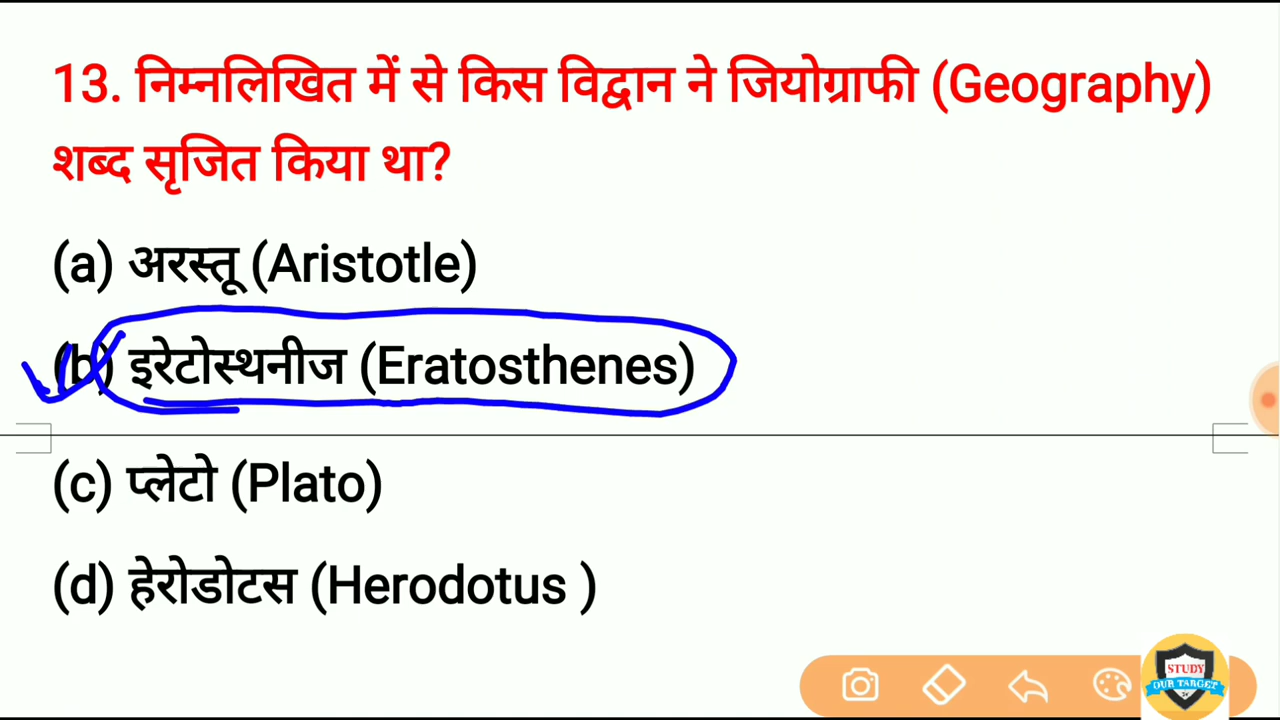 13. निम्नलिखित में से किस विद्वान ने जियोग्राफी (Geography)
शब्द सृजित किया था?
(a) अरस्तू (Aristotle)
(b) इरेटोस्थनीज (Eratosthenes)
(c) प्लेटो (Plato)
(d) हेरोडोटस (Herodotus )
STUDY
OUR TARGET